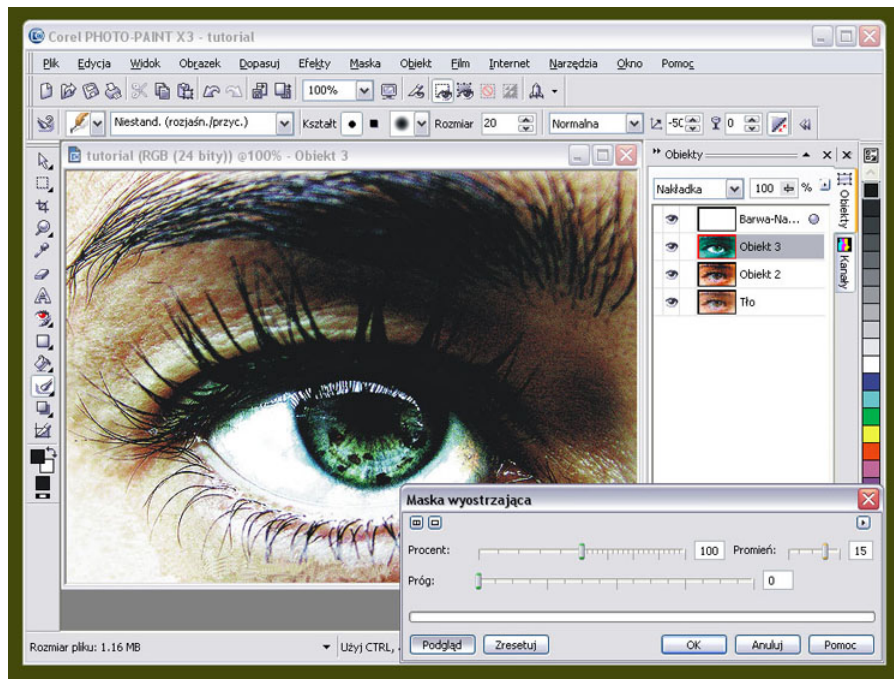 Corel PHOTO-PAINT X3 - tutorial
Plik Edycja Widok Obrazek Dopasuj Efekty Maska Obiekt Film Internet Narzędzia Okno Pomoc
100%
Niestand. (rozjaśn./przyc.) Kształt Rozmiar 20 Normalna -50 0
tutorial (RGB (24 bity)) @100% - Obiekt 3
Obiekty
Nakładka 100 %
Barwa-Na...
Obiekt 3
Obiekt 2
Tło
Obiekty
Kanały
Maska wyostrzająca
Procent: 100 Promień: 15
Próg: 0
Podgląd Zresetuj OK Anuluj Pomoc
Rozmiar pliku: 1.16 MB Użyj CTRL,